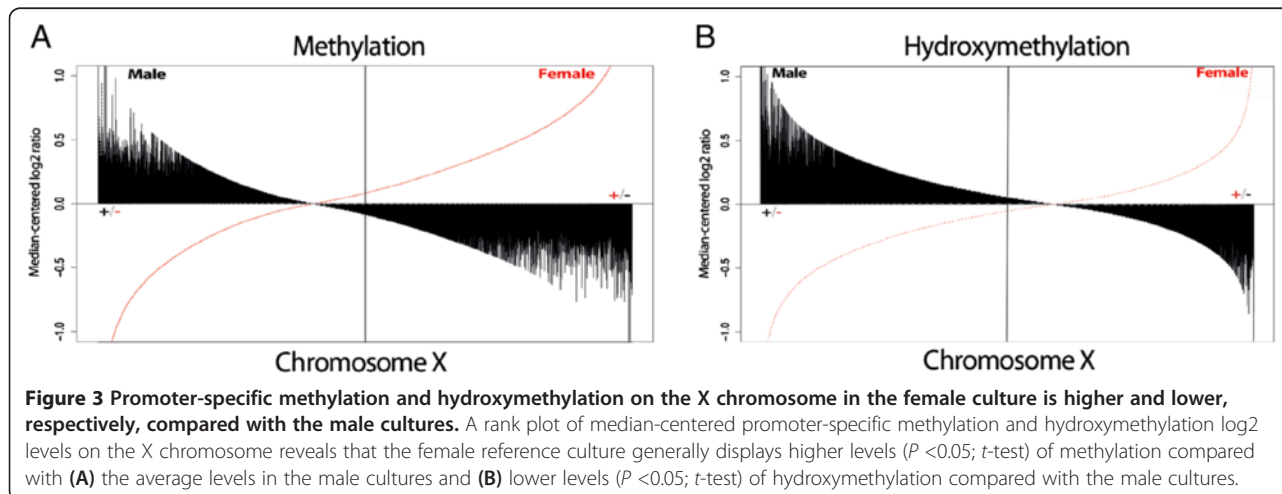 A
Methylation
Male
Female
Median-centered log2 ratio
1.0
0.5
0.0
−0.5
−1.0
+/-
+/-
Chromosome X
B
Hydroxymethylation
Male
Female
Median-centered log2 ratio
1.0
0.5
0.0
−0.5
−1.0
+/-
+/-
Chromosome X
Figure 3 Promoter-specific methylation and hydroxymethylation on the X chromosome in the female culture is higher and lower,
respectively, compared with the male cultures. A rank plot of median-centered promoter-specific methylation and hydroxymethylation log2
levels on the X chromosome reveals that the female reference culture generally displays higher levels (P <0.05; t-test) of methylation compared
with (A) the average levels in the male cultures and (B) lower levels (P <0.05; t-test) of hydroxymethylation compared with the male cultures.